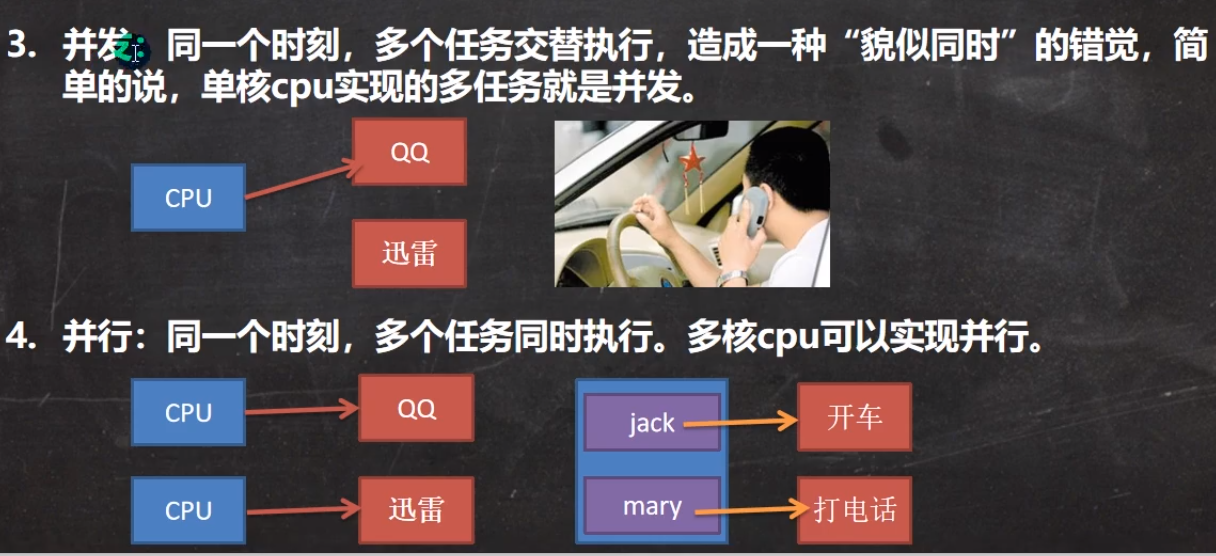 3. 并发：同一个时刻，多个任务交替执行，造成一种“貌似同时”的错觉，简
单的说，单核cpu实现的多任务就是并发。
QQ
CPU
迅雷
4. 并行：同一个时刻，多个任务同时执行。多核cpu可以实现并行。
CPU
QQ
jack
开车
CPU
迅雷
mary
打电话